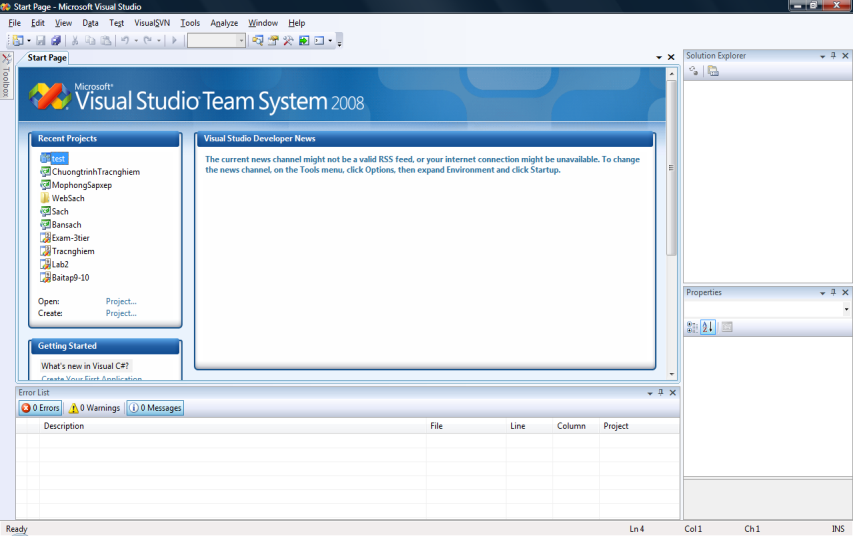 Start Page - Microsoft Visual Studio
File Edit View Data Test VisualSVN Tools Analyze Window Help
Start Page
Solution Explorer
Toolbox
Microsoft®
Visual Studio Team System 2008
Recent Projects
Visual Studio Developer News
test
The current news channel might not be a valid RSS feed, or your internet connection might be unavailable. To change
the news channel, on the Tools menu, click Options, then expand Environment and click Startup.
ChuongtrinhTracnghiem
MophongSapxep
WebSach
Sach
Bansach
Exam-3tier
Tracnghiem
Lab2
Baitap9-10
Open: Project...
Create: Project...
Properties
Getting Started
What's new in Visual C#?
Create Your First Application
Error List
0 Errors 0 Warnings 0 Messages
Description File Line Column Project
Ready Ln 4 Col 1 Ch 1 INS